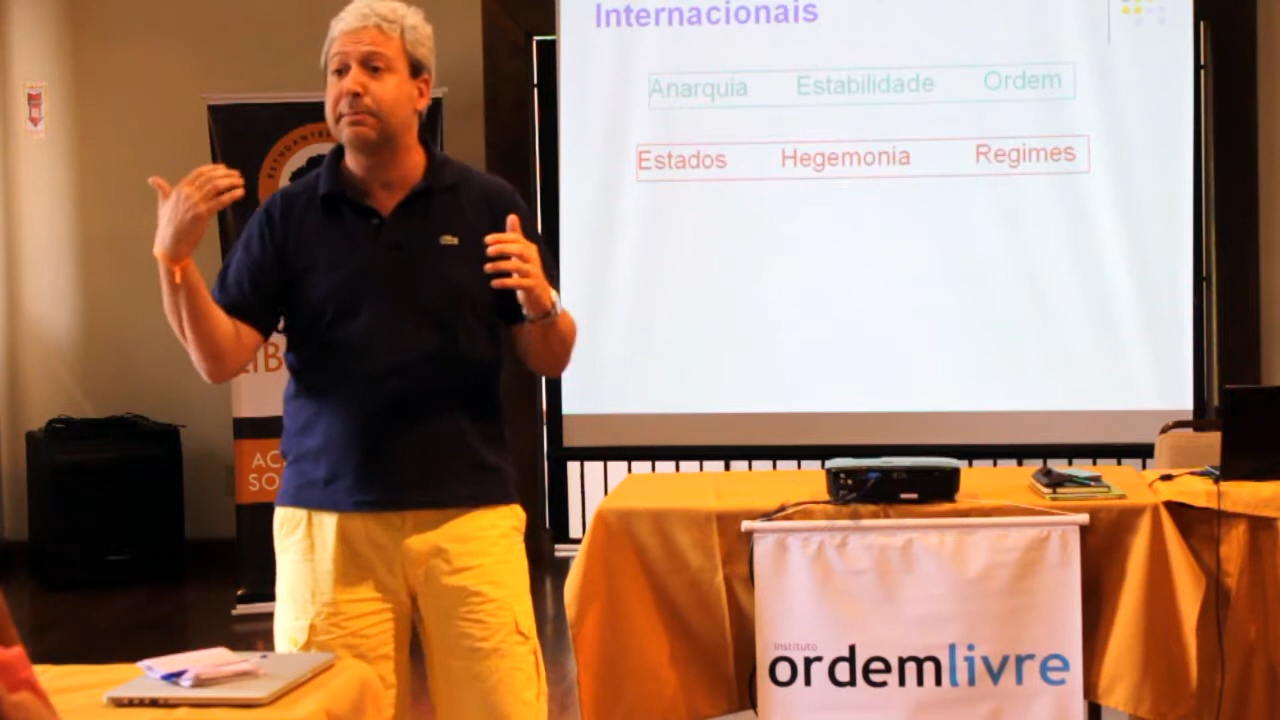 Internacionais
Anarquia Estabilidade Ordem
Estados Hegemonia Regimes
instituto
ordemlivre